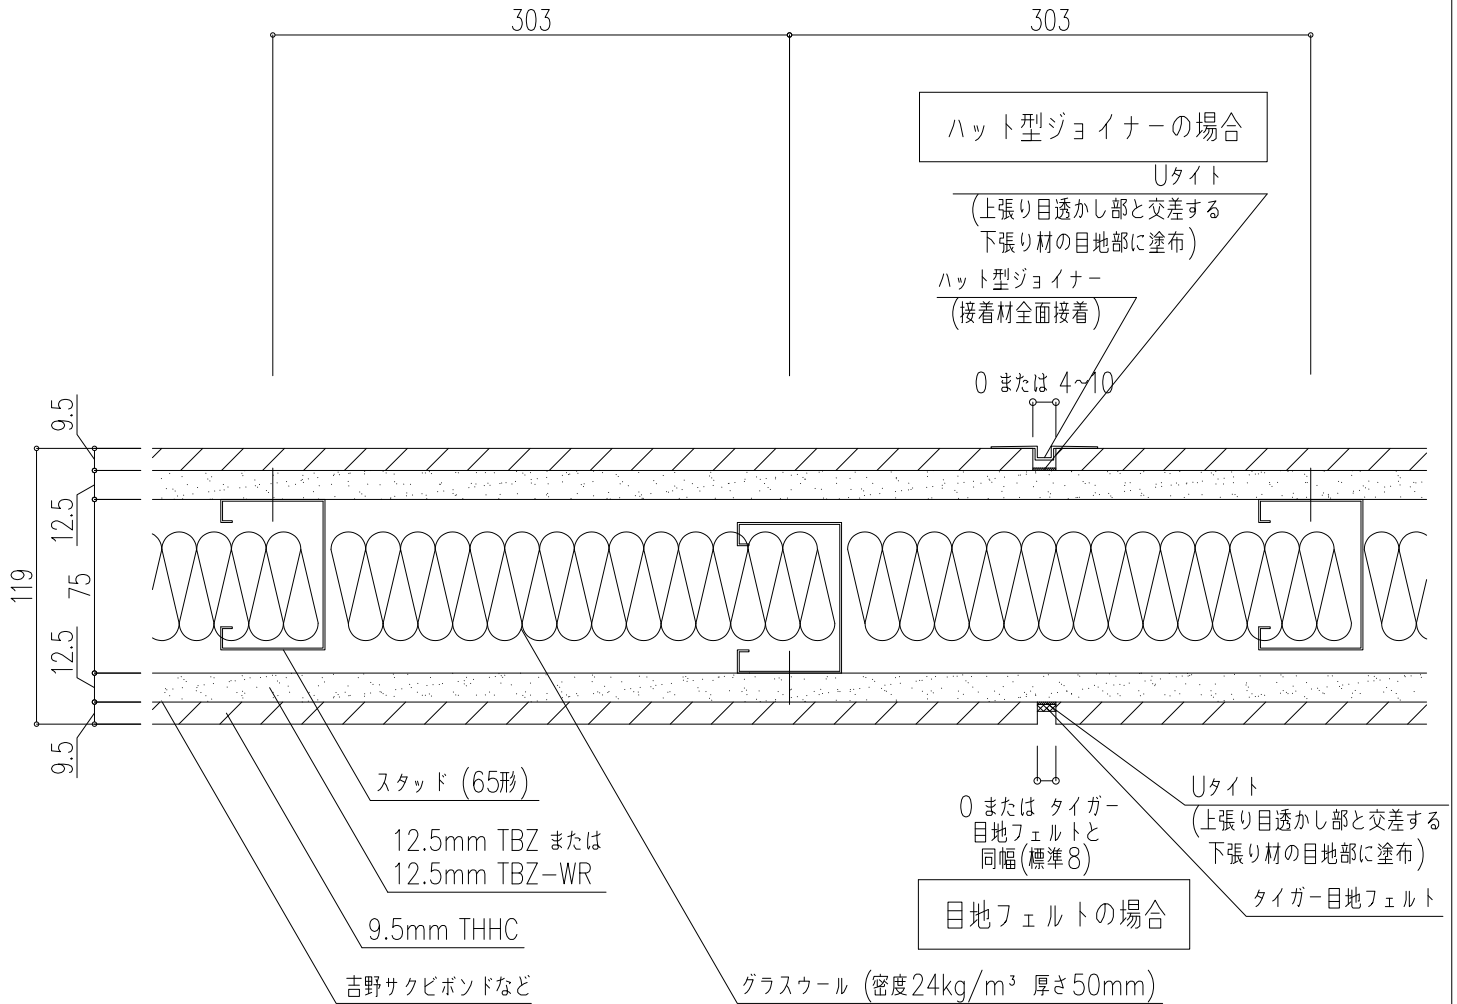 303
303
ハット型ジョイナーの場合
Uタイト
(上張り目透かし部と交差する
下張り材の目地部に塗布)
ハット型ジョイナー
(接着材全面接着)
0 または 4~10
9.5
12.5
119
75
12.5
9.5
スタッド (65形)
12.5mm TBZ または
12.5mm TBZ-WR
9.5mm THHC
吉野サクビボンドなど
グラスウール (密度24kg/m³ 厚さ50mm)
0 または タイガー
目地フェルトと
同幅(標準8)
目地フェルトの場合
Uタイト
(上張り目透かし部と交差する
下張り材の目地部に塗布)
タイガー目地フェルト